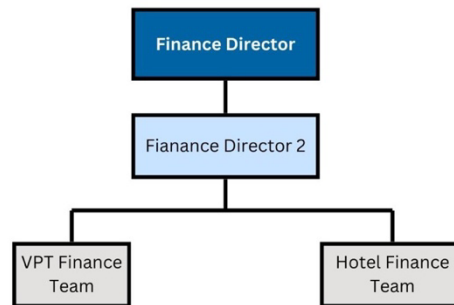 Finance Director
Fianance Director 2
VPT Finance
Team
Hotel Finance
Team